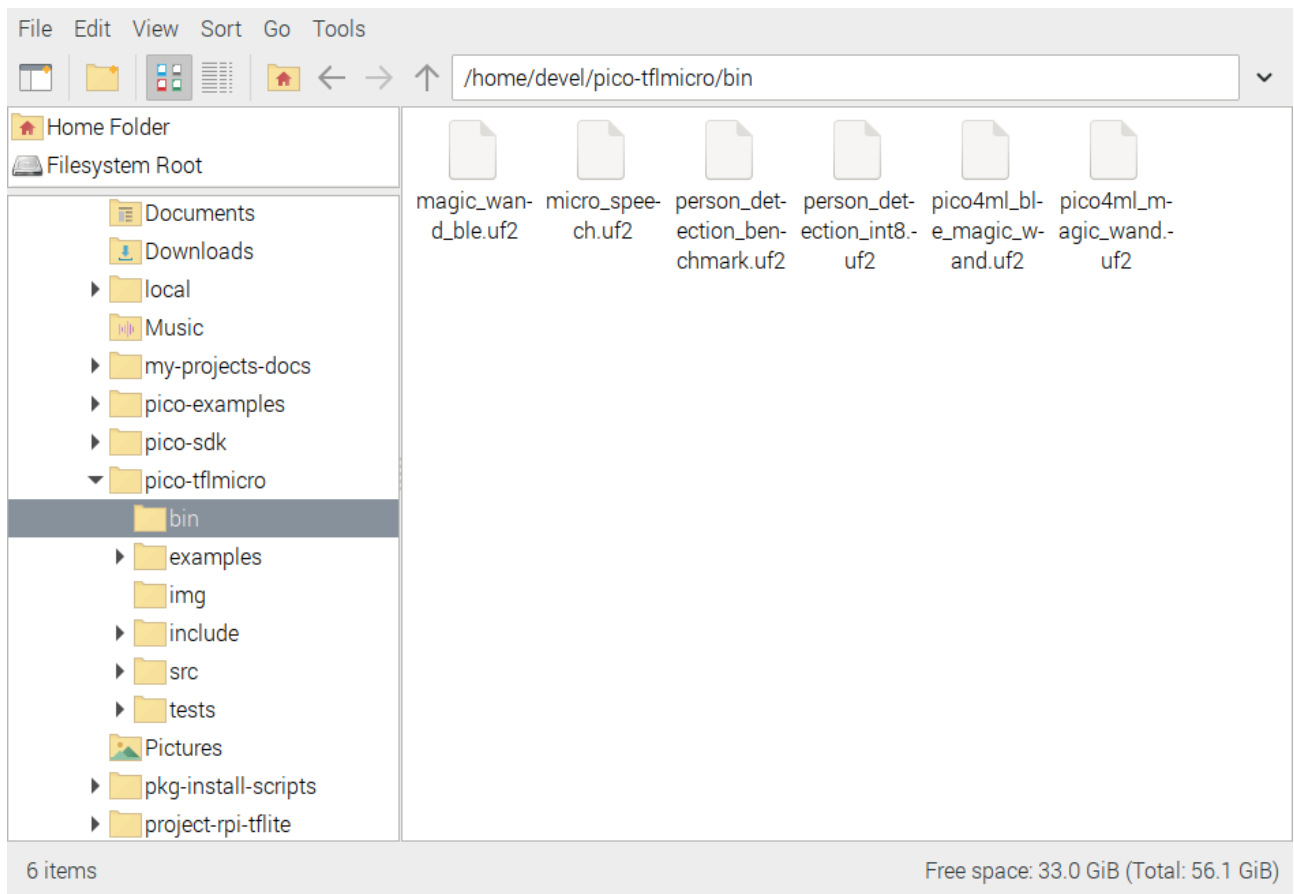 File Edit View Sort Go Tools
/home/devel/pico-tflmicro/bin
Home Folder
Filesystem Root
Documents
Downloads
local
Music
my-projects-docs
pico-examples
pico-sdk
pico-tflmicro
bin
examples
img
include
src
tests
Pictures
pkg-install-scripts
project-rpi-tflite
magic_wan-
d_ble.uf2
micro_spee-
ch.uf2
person_det-
ection_ben-
chmark.uf2
person_det-
ection_int8.-
uf2
pico4ml_bl-
e_magic_w-
and.uf2
pico4ml_m-
agic_wand.-
uf2
6 items
Free space: 33.0 GiB (Total: 56.1 GiB)